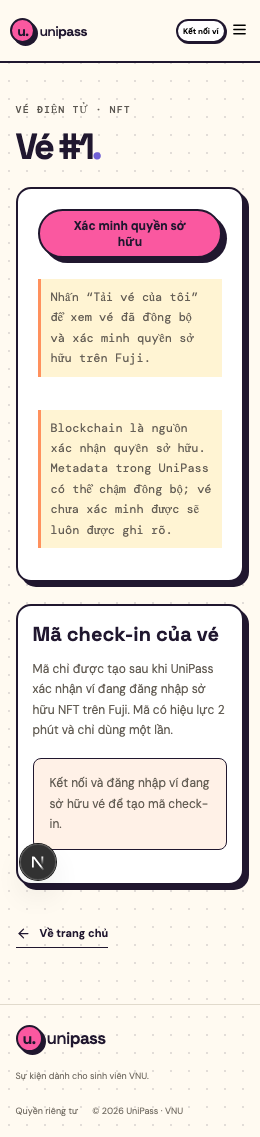 u. unipass
Kết nối ví
VÉ ĐIỆN TỬ · NFT
Vé #1.
Xác minh quyền sở
hữu
Nhấn “Tải vé của tôi”
để xem vé đã đồng bộ
và xác minh quyền sở
hữu trên Fuji.
Blockchain là nguồn
xác nhận quyền sở hữu.
Metadata trong UniPass
có thể chậm đồng bộ; vé
chưa xác minh được sẽ
luôn được ghi rõ.
Mã check-in của vé
Mã chỉ được tạo sau khi UniPass
xác nhận ví đang đăng nhập sở
hữu NFT trên Fuji. Mã có hiệu lực 2
phút và chỉ dùng một lần.
Kết nối và đăng nhập ví đang
sở hữu vé để tạo mã check-
in.
N
← Về trang chủ
u. unipass
Sự kiện dành cho sinh viên VNU.
Quyền riêng tư © 2026 UniPass · VNU